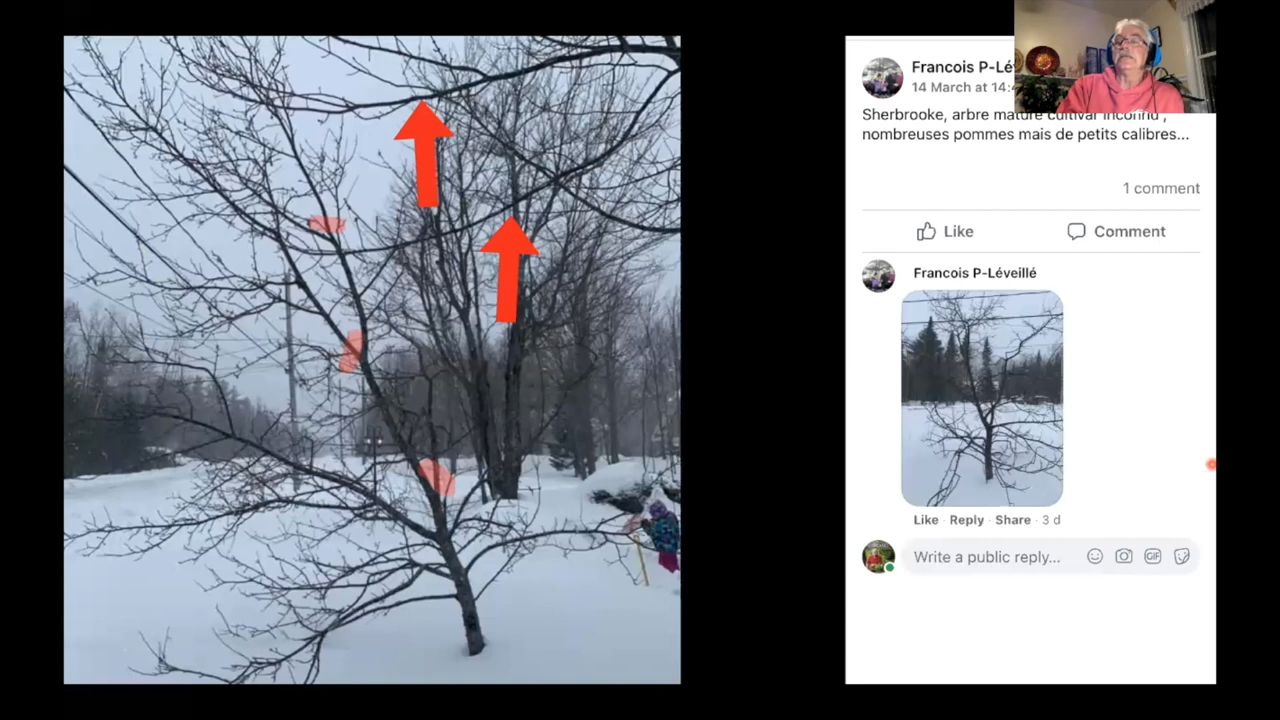 Francois P-Lé
14 March at 14:
Sherbrooke, arbre mature cultivar inconnu ,
nombreuses pommes mais de petits calibres...
1 comment
Like
Comment
Francois P-Léveillé
Like · Reply · Share · 3 d
Write a public reply...
GIF